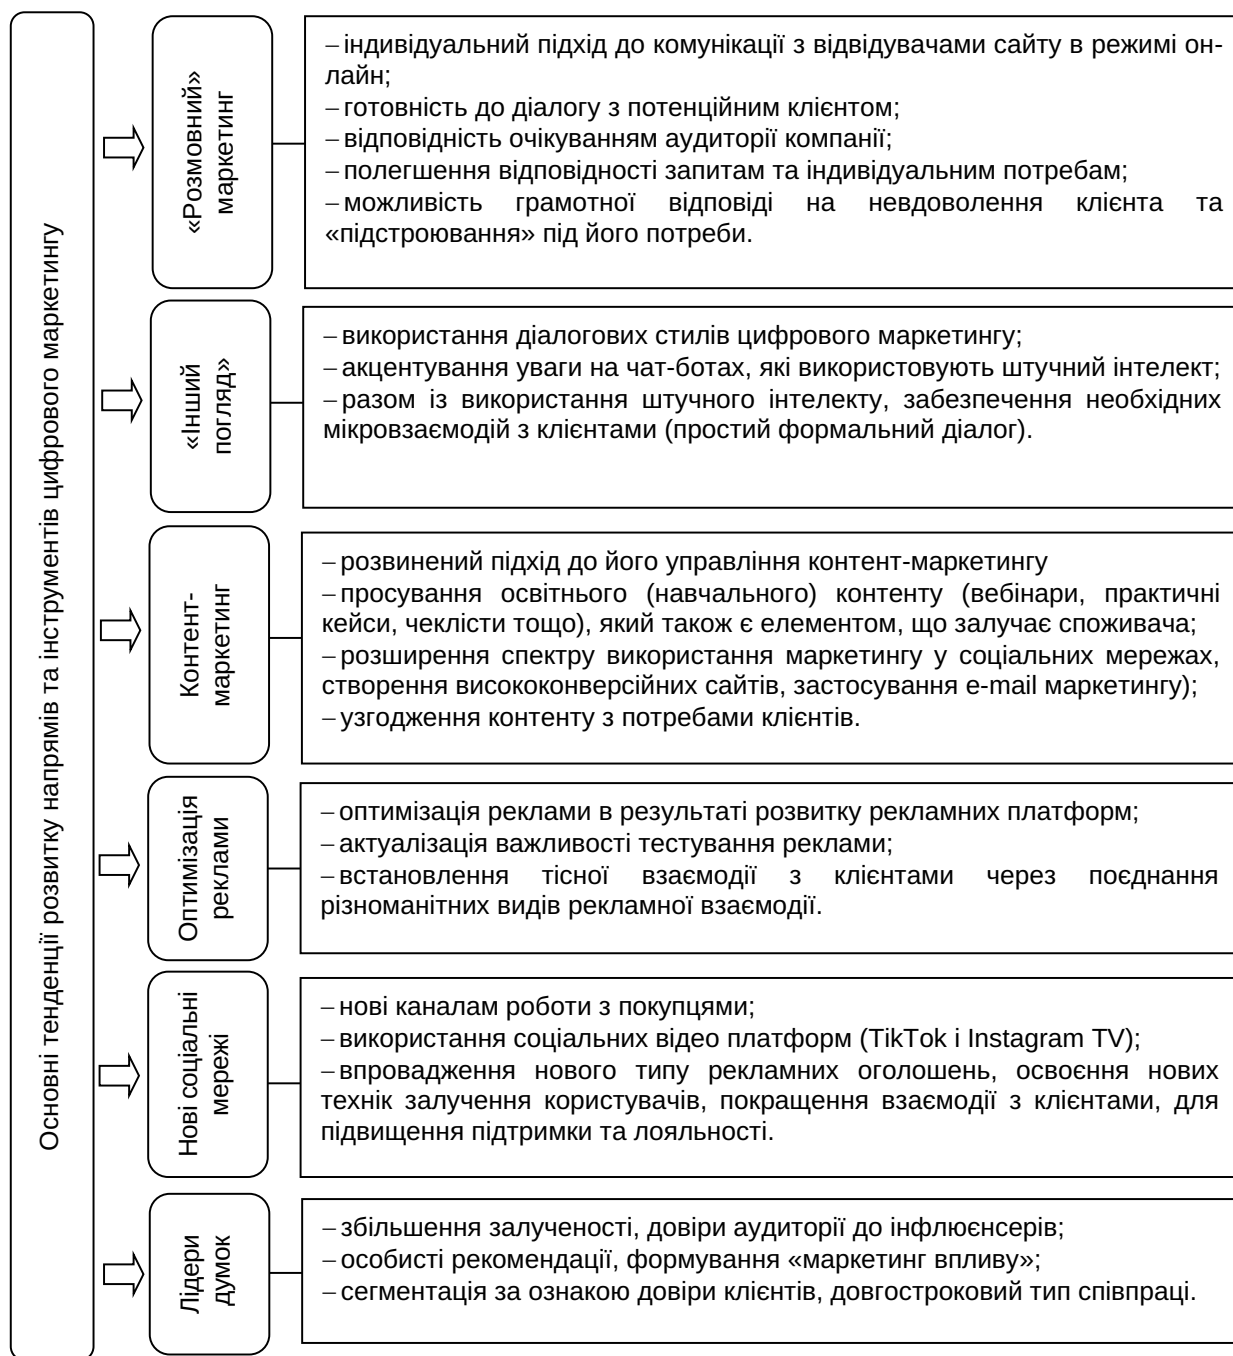 Основні тенденції розвитку напрямів та інструментів цифрового маркетингу
«Розмовний»
маркетинг
– індивідуальний підхід до комунікації з відвідувачами сайту в режимі он-
лайн;
– готовність до діалогу з потенційним клієнтом;
– відповідність очікуванням аудиторії компанії;
– полегшення відповідності запитам та індивідуальним потребам;
– можливість грамотної відповіді на невдоволення клієнта та
«підстроювання» під його потреби.
«Інший
погляд»
– використання діалогових стилів цифрового маркетингу;
– акцентування уваги на чат-ботах, які використовують штучний інтелект;
– разом із використання штучного інтелекту, забезпечення необхідних
мікровзаємодій з клієнтами (простий формальний діалог).
Контент-
маркетинг
– розвинений підхід до його управління контент-маркетингу
– просування освітнього (навчального) контенту (вебінари, практичні
кейси, чеклісти тощо), який також є елементом, що залучає споживача;
– розширення спектру використання маркетингу у соціальних мережах,
створення висококонверсійних сайтів, застосування e-mail маркетингу);
– узгодження контенту з потребами клієнтів.
Оптимізація
реклами
– оптимізація реклами в результаті розвитку рекламних платформ;
– актуалізація важливості тестування реклами;
– встановлення тісної взаємодії з клієнтами через поєднання
різноманітних видів рекламної взаємодії.
Нові соціальні
мережі
– нові каналам роботи з покупцями;
– використання соціальних відео платформ (TikTok і Instagram TV);
– впровадження нового типу рекламних оголошень, освоєння нових
технік залучення користувачів, покращення взаємодії з клієнтами, для
підвищення підтримки та лояльності.
Лідери
думок
– збільшення залученості, довіри аудиторії до інфлюєнсерів;
– особисті рекомендації, формування «маркетинг впливу»;
– сегментація за ознакою довіри клієнтів, довгостроковий тип співпраці.